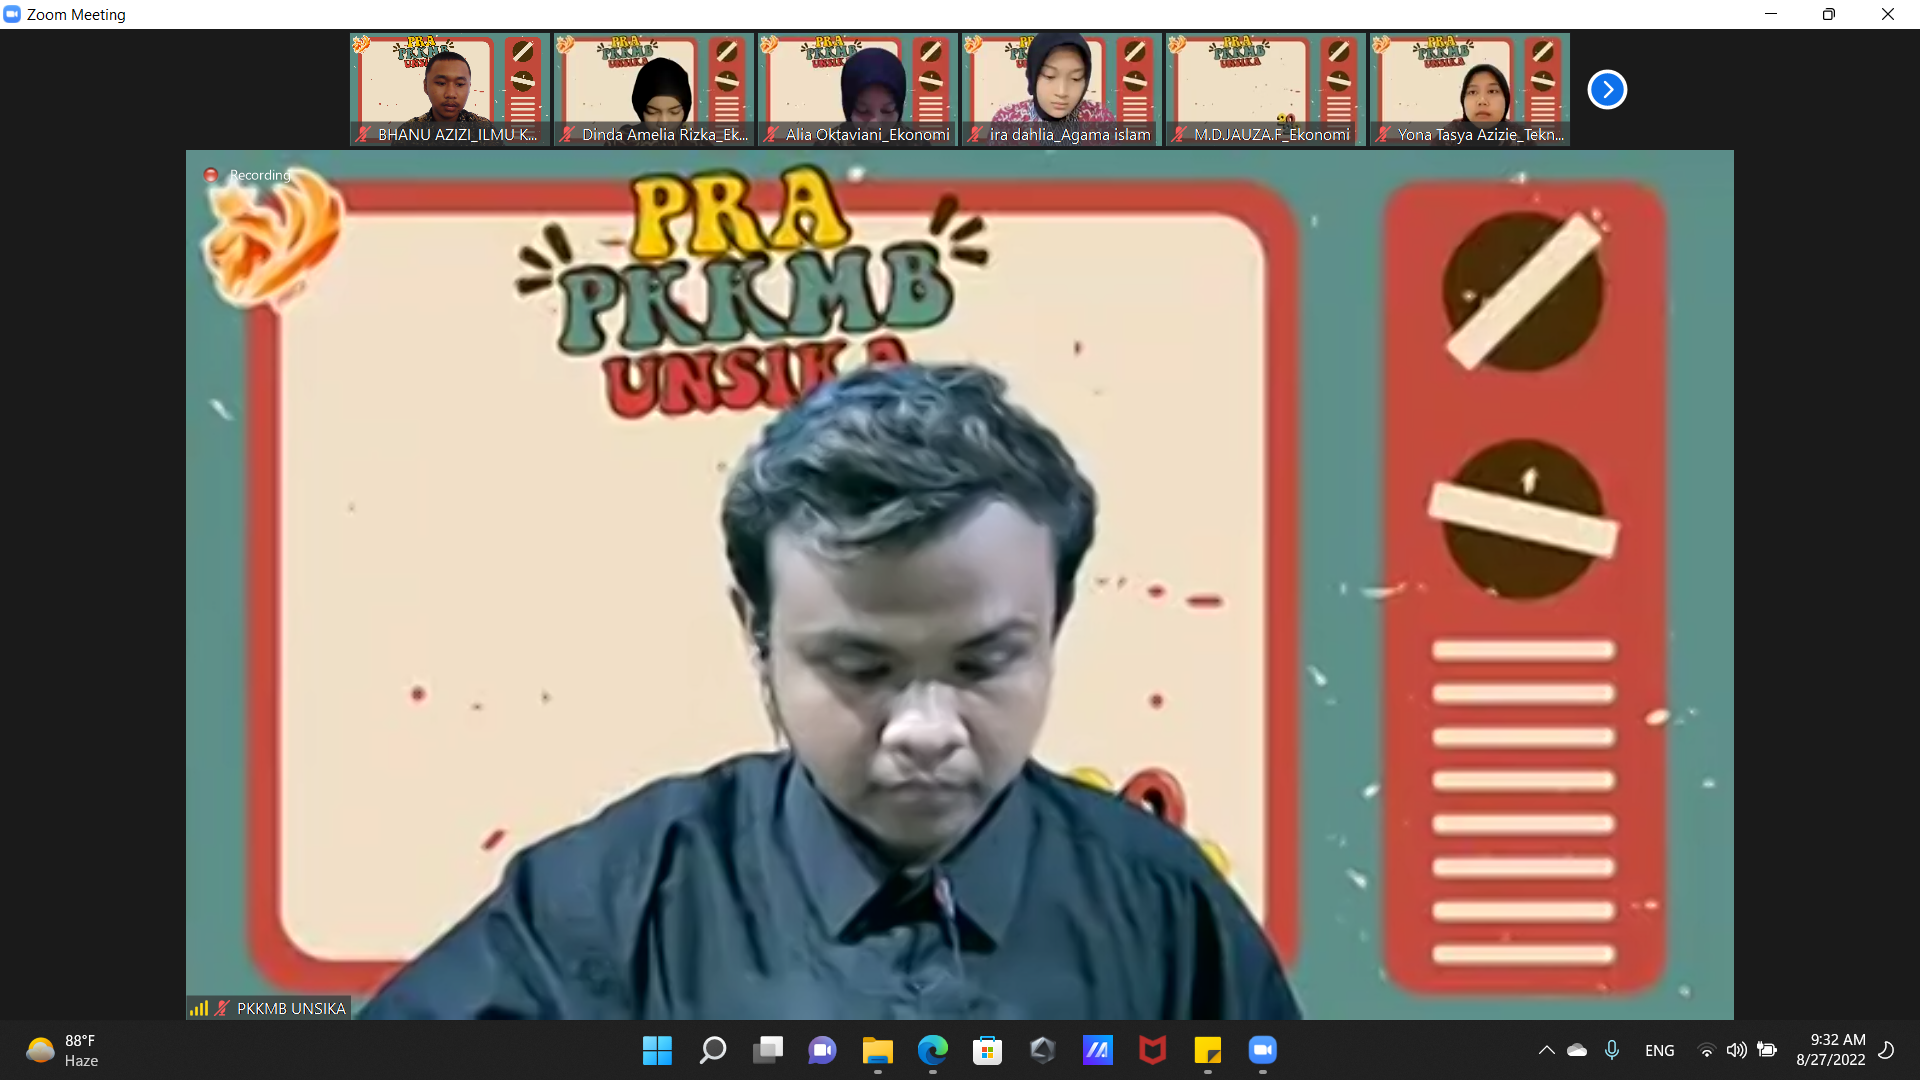 Zoom Meeting
BHANU AZIZI_ILMU K...
Dinda Amelia Rizka_Ek...
Alia Oktaviani_Ekonomi
ira dahlia_Agama islam
M.DJAUZA.F_Ekonomi
Yona Tasya Azizie_Tekn...
Recording
PRA
PKKMB
UNSIKA
PKKMB UNSIKA
88°F
Haze
ENG
9:32 AM
8/27/2022